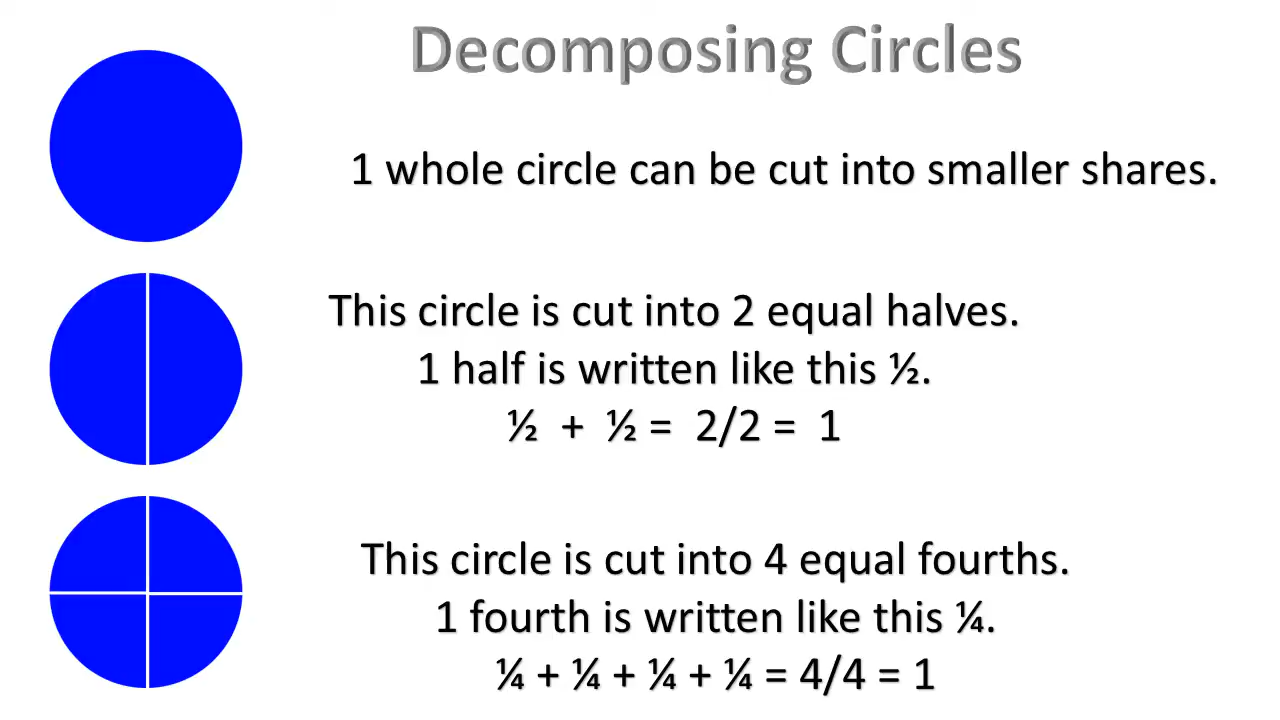 Decomposing Circles
1 whole circle can be cut into smaller shares.
This circle is cut into 2 equal halves.
1 half is written like this ½.
½ + ½ = 2/2 = 1
This circle is cut into 4 equal fourths.
1 fourth is written like this ¼.
¼ + ¼ + ¼ + ¼ = 4/4 = 1